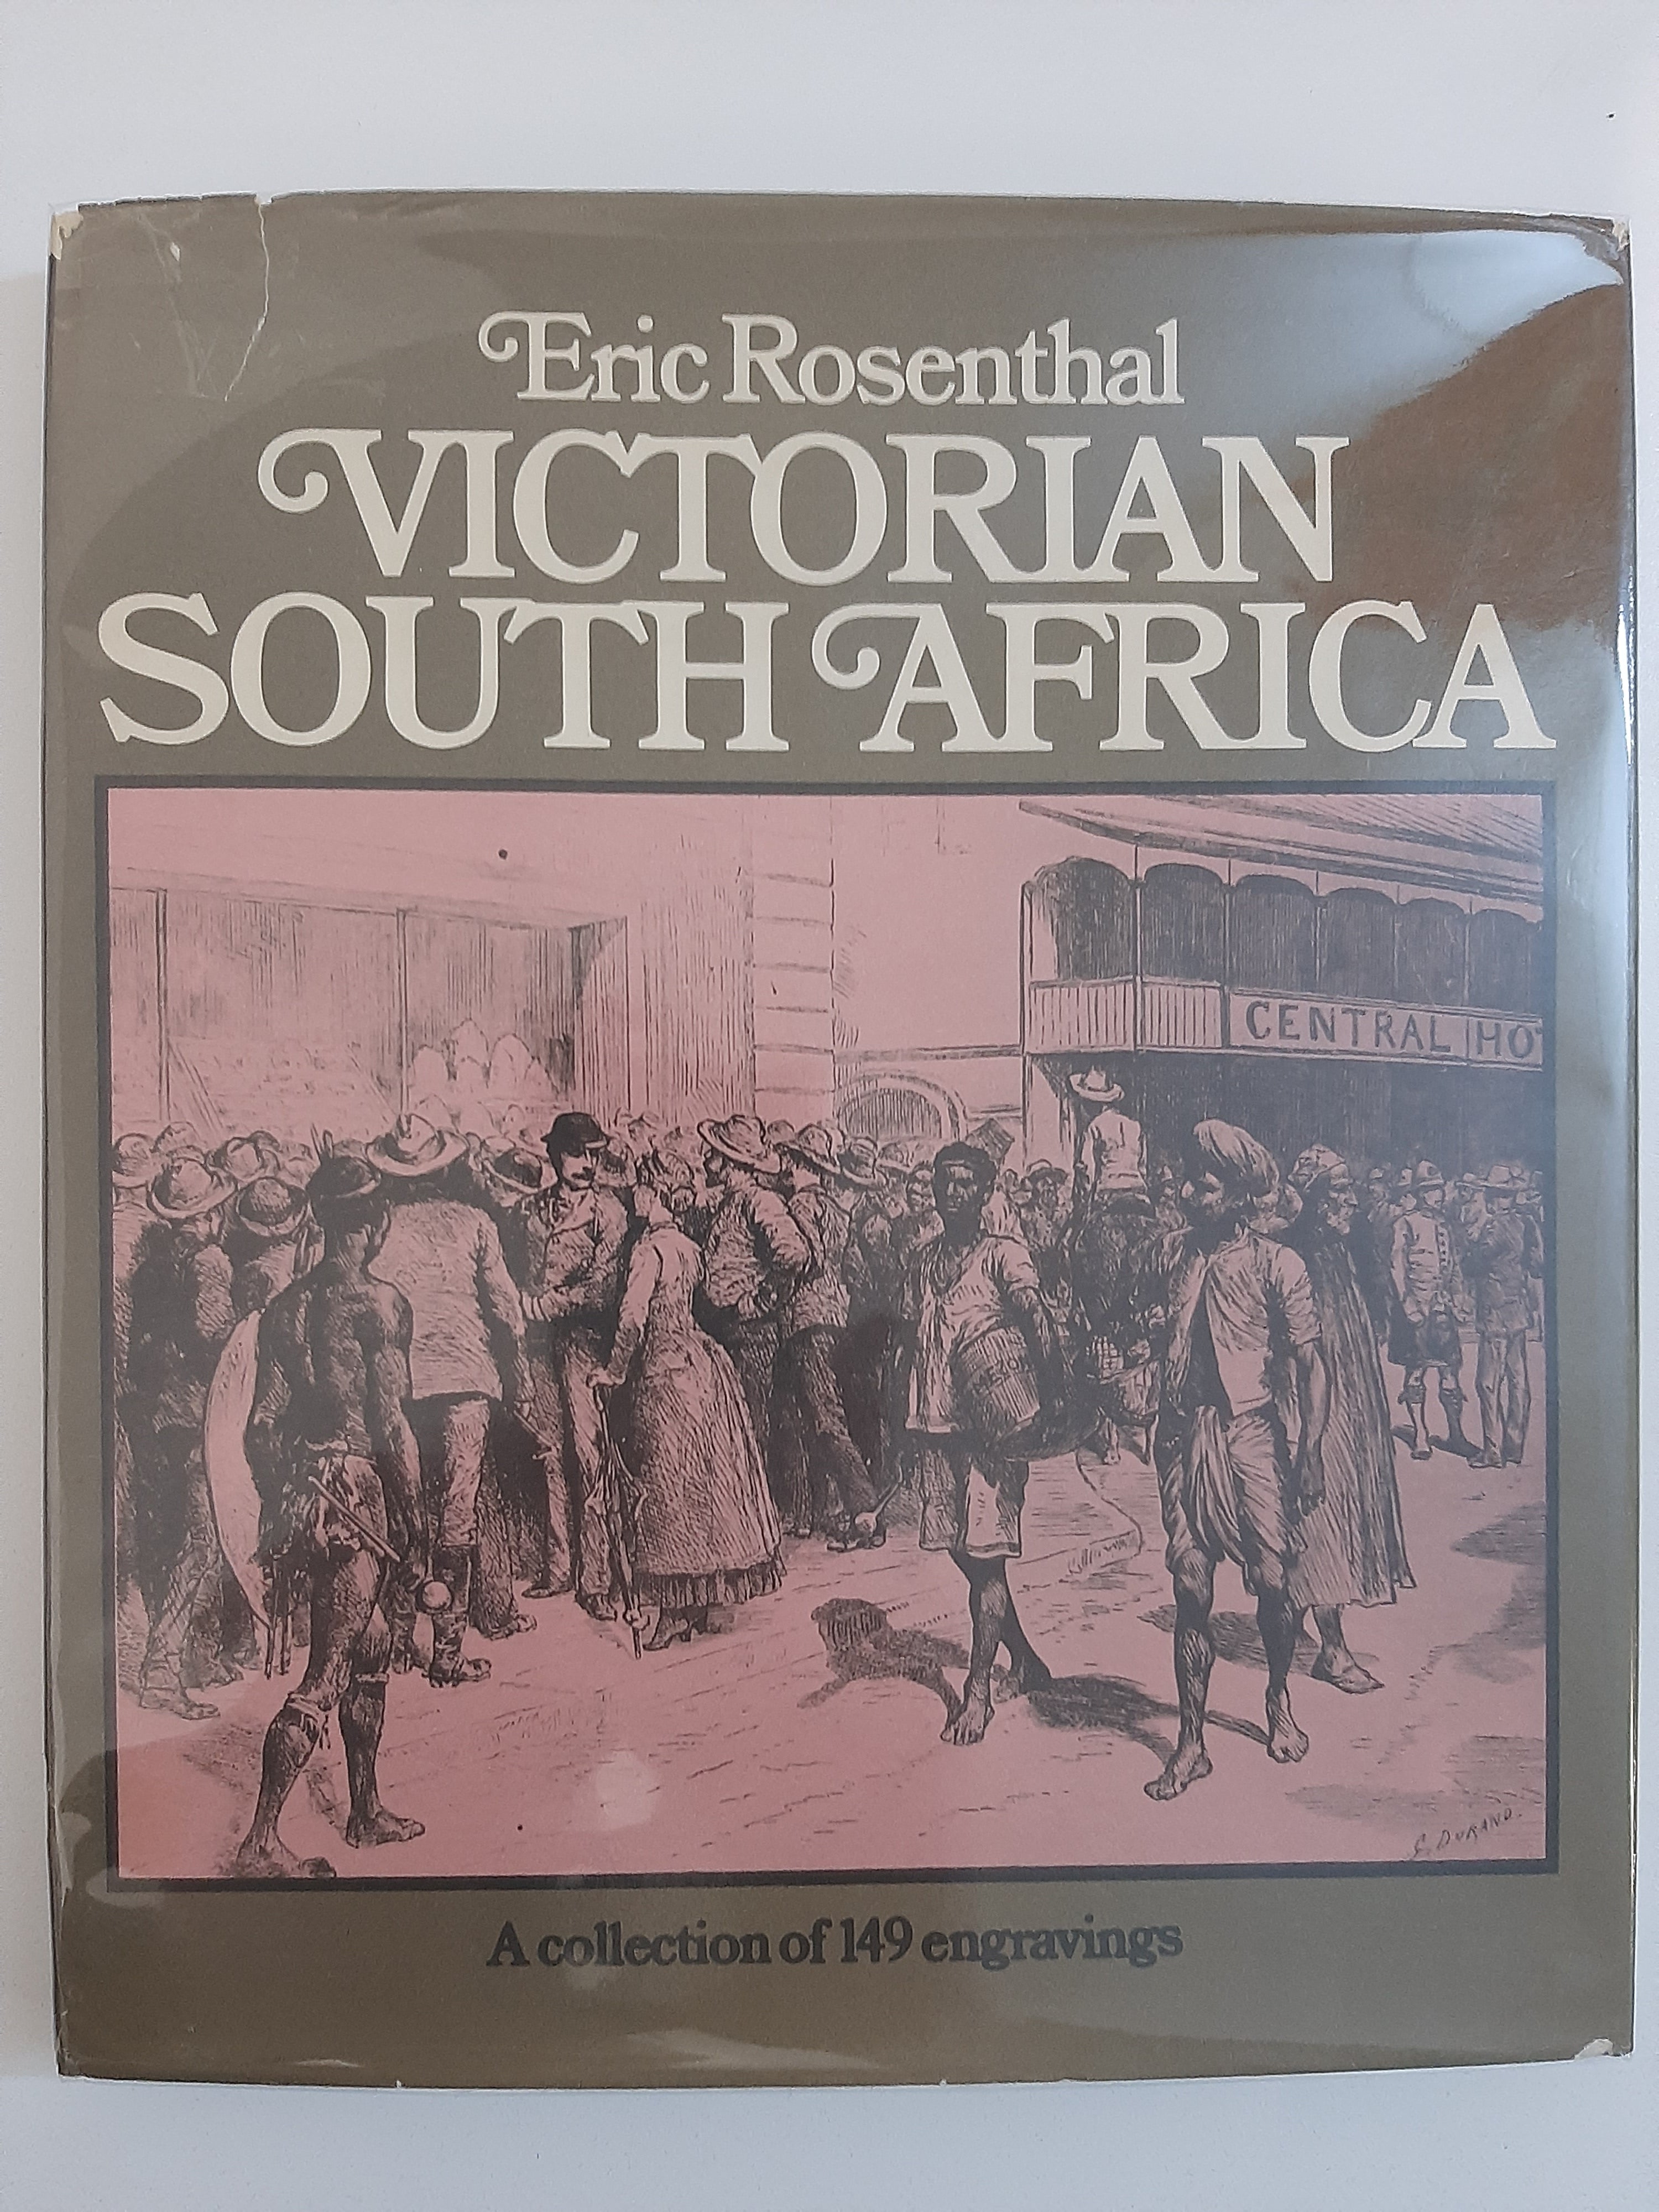 Eric Rosenthal
VICTORIAN
SOUTH AFRICA
CENTRAL HO
G. DURAND.
A collection of 149 engravings